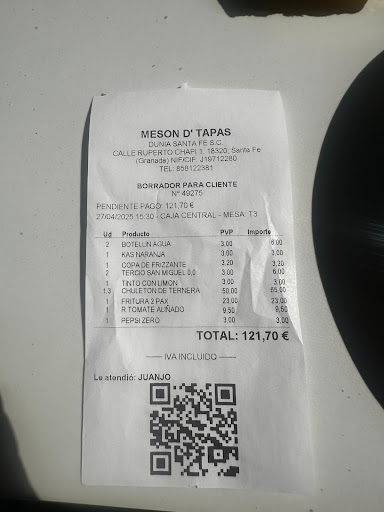 MESON D' TAPAS
DUNIA SANTA FE S.C.
CALLE RUPERTO CHAPI 1, 18320, Santa Fe
(Granada) NIF/CIF: J19712280
TEL: 858122381
BORRADOR PARA CLIENTE
Nº 49275
PENDIENTE PAGO: 121,70 €
27/04/2025 15:30 - CAJA CENTRAL - MESA: T3
Ud Producto PVP Importe
2 BOTELLIN AGUA 3,00 6,00
1 KAS NARANJA 3,00 3,00
1 COPA DE FRIZZANTE 3,20 3,20
2 TERCIO SAN MIGUEL 0,0 3,00 6,00
1 TINTO CON LIMON 3,00 3,00
1,3 CHULETON DE TERNERA 50,00 65,00
1 FRITURA 2 PAX 23,00 23,00
1 R TOMATE ALIÑADO 9,50 9,50
1 PEPSI ZERO 3,00 3,00
TOTAL: 121,70 €
IVA INCLUIDO
Le atendió: JUANJO